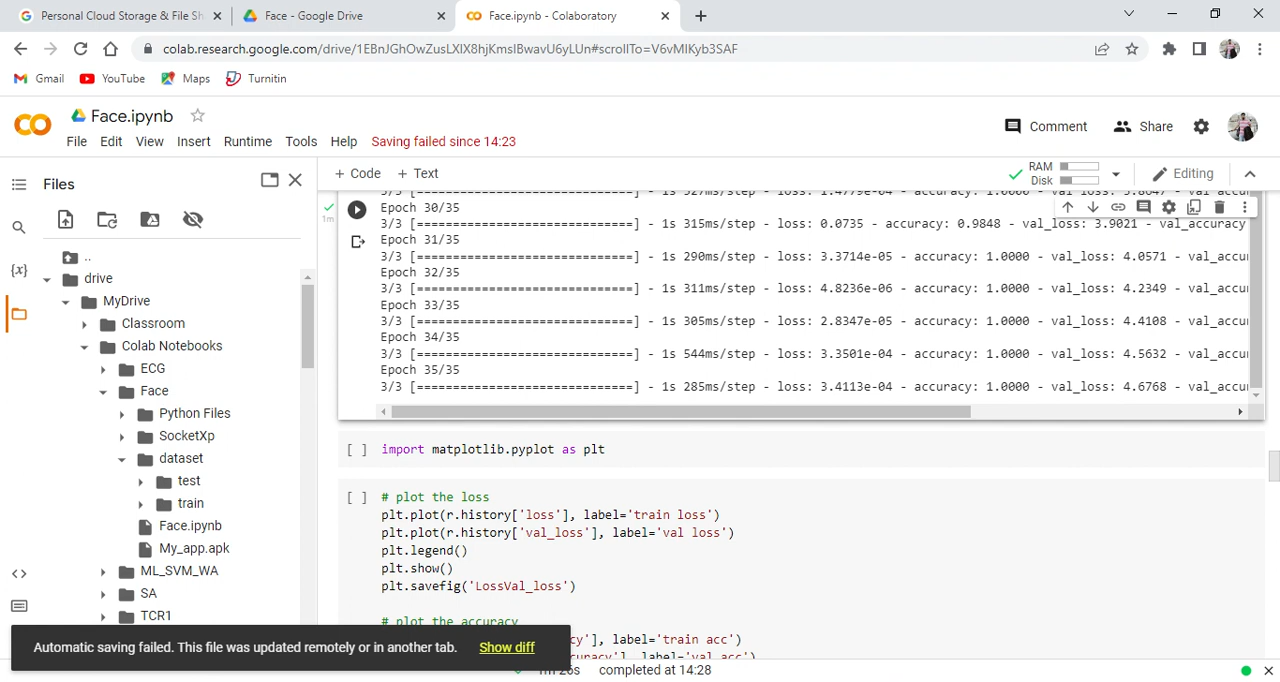 Personal Cloud Storage & File Sh
Face - Google Drive
Face.ipynb - Colaboratory
colab.research.google.com/drive/1EBnJGhOwZusLXlX8hjKmsIBwavU6yLUn#scrollTo=V6vMlKyb3SAF
Gmail YouTube Maps Turnitin
Face.ipynb
Comment Share
File Edit View Insert Runtime Tools Help Saving failed since 14:23
Files
+ Code + Text
RAM
Disk
Editing
1m
Epoch 30/35
3/3 [==============================] - 1s 315ms/step - loss: 0.0735 - accuracy: 0.9848 - val_loss: 3.9021 - val_accuracy
Epoch 31/35
3/3 [==============================] - 1s 290ms/step - loss: 3.3714e-05 - accuracy: 1.0000 - val_loss: 4.0571 - val_accu
Epoch 32/35
3/3 [==============================] - 1s 311ms/step - loss: 4.8236e-06 - accuracy: 1.0000 - val_loss: 4.2349 - val_accu
Epoch 33/35
3/3 [==============================] - 1s 305ms/step - loss: 2.8347e-05 - accuracy: 1.0000 - val_loss: 4.4108 - val_accu
Epoch 34/35
3/3 [==============================] - 1s 544ms/step - loss: 3.3501e-04 - accuracy: 1.0000 - val_loss: 4.5632 - val_accu
Epoch 35/35
3/3 [==============================] - 1s 285ms/step - loss: 3.4113e-04 - accuracy: 1.0000 - val_loss: 4.6768 - val_accu
..
drive
MyDrive
Classroom
Colab Notebooks
ECG
Face
Python Files
SocketXp
dataset
test
train
Face.ipynb
My_app.apk
ML_SVM_WA
SA
TCR1
{x}
<>
[ ] import matplotlib.pyplot as plt
[ ] # plot the loss
plt.plot(r.history['loss'], label='train loss')
plt.plot(r.history['val_loss'], label='val loss')
plt.legend()
plt.show()
plt.savefig('LossVal_loss')
# plot the accuracy
cy'], label='train acc')
curacy'], label='val acc')
Automatic saving failed. This file was updated remotely or in another tab. Show diff
1m 26s completed at 14:28